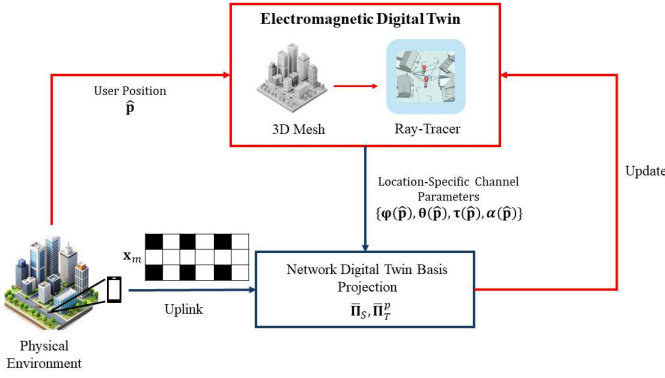 Electromagnetic Digital Twin
3D Mesh
Ray-Tracer
User Position
p̂
Update
Location-Specific Channel
Parameters
{φ(p̂), θ(p̂), τ(p̂), α(p̂)}
x_m
Uplink
Network Digital Twin Basis
Projection
Π̅_S, Π̅_T^p
Physical
Environment